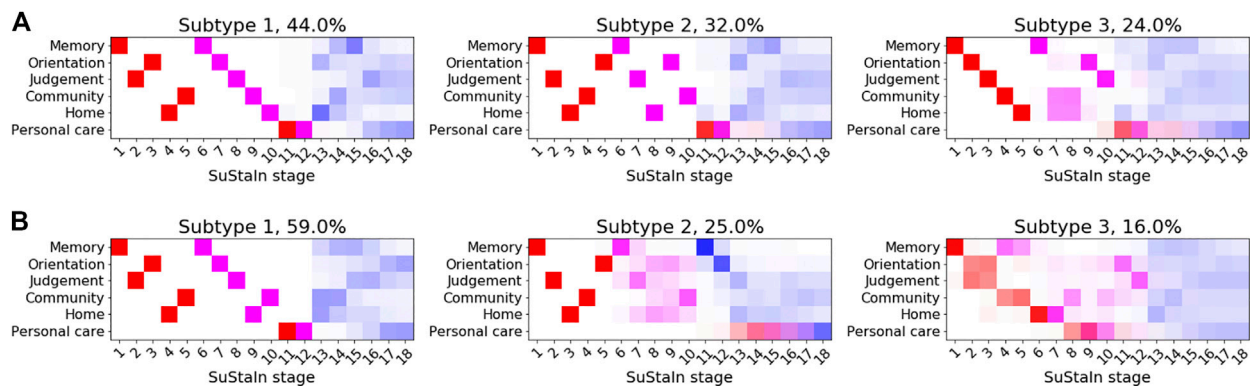 A
Subtype 1, 44.0%
Memory
Orientation
Judgement
Community
Home
Personal care
1 2 3 4 5 6 7 8 9 10 11 12 13 14 15 16 17 18
SuStaIn stage
Subtype 2, 32.0%
Memory
Orientation
Judgement
Community
Home
Personal care
1 2 3 4 5 6 7 8 9 10 11 12 13 14 15 16 17 18
SuStaIn stage
Subtype 3, 24.0%
Memory
Orientation
Judgement
Community
Home
Personal care
1 2 3 4 5 6 7 8 9 10 11 12 13 14 15 16 17 18
SuStaIn stage
B
Subtype 1, 59.0%
Memory
Orientation
Judgement
Community
Home
Personal care
1 2 3 4 5 6 7 8 9 10 11 12 13 14 15 16 17 18
SuStaIn stage
Subtype 2, 25.0%
Memory
Orientation
Judgement
Community
Home
Personal care
1 2 3 4 5 6 7 8 9 10 11 12 13 14 15 16 17 18
SuStaIn stage
Subtype 3, 16.0%
Memory
Orientation
Judgement
Community
Home
Personal care
1 2 3 4 5 6 7 8 9 10 11 12 13 14 15 16 17 18
SuStaIn stage